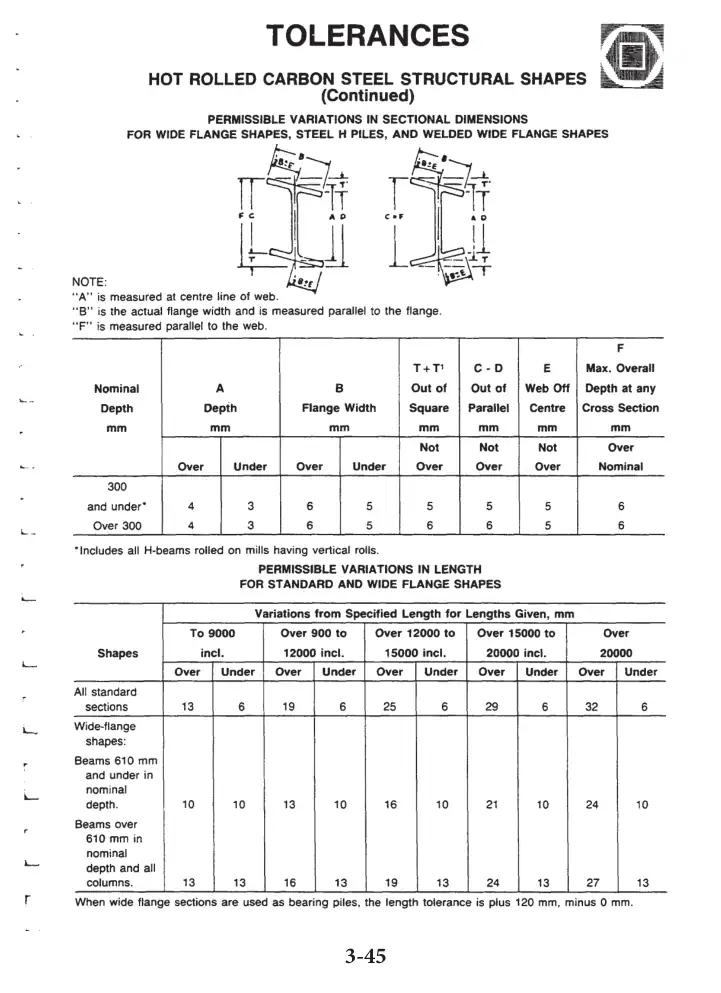 TOLERANCES
HOT ROLLED CARBON STEEL STRUCTURAL SHAPES
(Continued)
PERMISSIBLE VARIATIONS IN SECTIONAL DIMENSIONS
FOR WIDE FLANGE SHAPES, STEEL H PILES, AND WELDED WIDE FLANGE SHAPES
B B
½B±E ½B±E
T' T'
F C A D C=F A D
T T
½B±E ½B±E
NOTE:
"A" is measured at centre line of web.
"B" is the actual flange width and is measured parallel to the flange.
"F" is measured parallel to the web.
F
T+T¹ C - D E Max. Overall
Nominal A B Out of Out of Web Off Depth at any
Depth Depth Flange Width Square Parallel Centre Cross Section
mm mm mm mm mm mm mm
Not Not Not Over
Over Under Over Under Over Over Over Nominal
300
and under* 4 3 6 5 5 5 5 6
Over 300 4 3 6 5 6 6 5 6
*Includes all H-beams rolled on mills having vertical rolls.
PERMISSIBLE VARIATIONS IN LENGTH
FOR STANDARD AND WIDE FLANGE SHAPES
Variations from Specified Length for Lengths Given, mm
To 9000 Over 900 to Over 12000 to Over 15000 to Over
Shapes incl. 12000 incl. 15000 incl. 20000 incl. 20000
Over Under Over Under Over Under Over Under Over Under
All standard
sections 13 6 19 6 25 6 29 6 32 6
Wide-flange
shapes:
Beams 610 mm
and under in
nominal
depth. 10 10 13 10 16 10 21 10 24 10
Beams over
610 mm in
nominal
depth and all
columns. 13 13 16 13 19 13 24 13 27 13
When wide flange sections are used as bearing piles, the length tolerance is plus 120 mm, minus 0 mm.
3-45